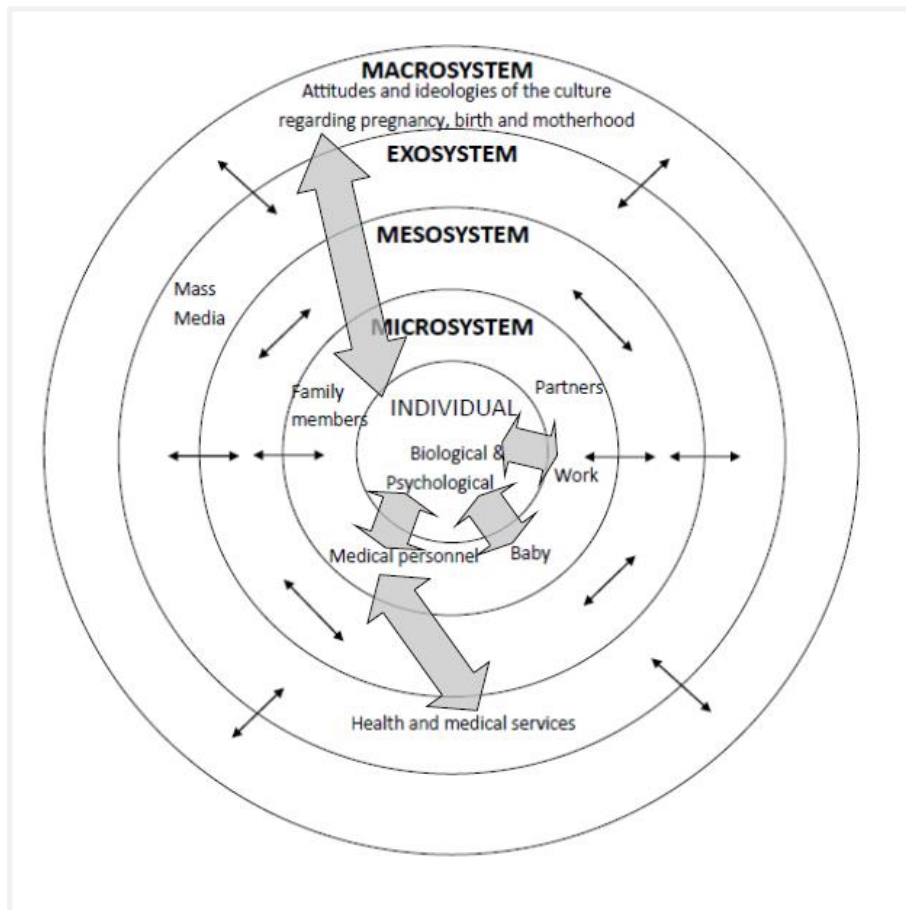 MACROSYSTEM
Attitudes and ideologies of the culture
regarding pregnancy, birth and motherhood
EXOSYSTEM
MESOSYSTEM
Mass
Media
MICROSYSTEM
Family
members
Partners
INDIVIDUAL
Biological &
Psychological
Work
Medical personnel
Baby
Health and medical services